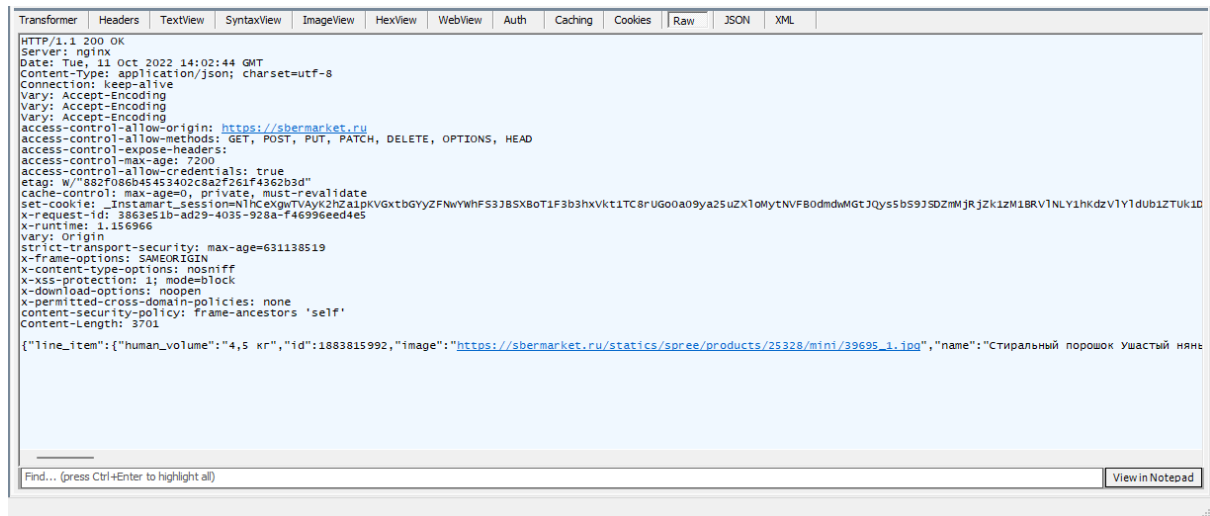 Transformer Headers TextView SyntaxView ImageView HexView WebView Auth Caching Cookies Raw JSON XML
HTTP/1.1 200 OK
Server: nginx
Date: Tue, 11 Oct 2022 14:02:44 GMT
Content-Type: application/json; charset=utf-8
Connection: keep-alive
Vary: Accept-Encoding
Vary: Accept-Encoding
Vary: Accept-Encoding
access-control-allow-origin: https://sbermarket.ru
access-control-allow-methods: GET, POST, PUT, PATCH, DELETE, OPTIONS, HEAD
access-control-expose-headers:
access-control-max-age: 7200
access-control-allow-credentials: true
etag: W/"882f086b45453402c8a2f261f4362b3d"
cache-control: max-age=0, private, must-revalidate
set-cookie:
x-request-id: 3863e51b-ad29-4035-928a-f46996eed4e5
x-runtime: 1.156966
vary: Origin
strict-transport-security: max-age=631138519
x-frame-options: SAMEORIGIN
x-content-type-options: nosniff
x-xss-protection: 1; mode=block
x-download-options: noopen
x-permitted-cross-domain-policies: none
content-security-policy: frame-ancestors 'self'
Content-Length: 3701
{"line_item":{"human_volume":"4,5 кг","id":1883815992,"image":"https://sbermarket.ru/statics/spree/products/25328/mini/39695_1.jpg","name":"Стиральный порошок Ушастый нянь
Find... (press Ctrl+Enter to highlight all)
View in Notepad